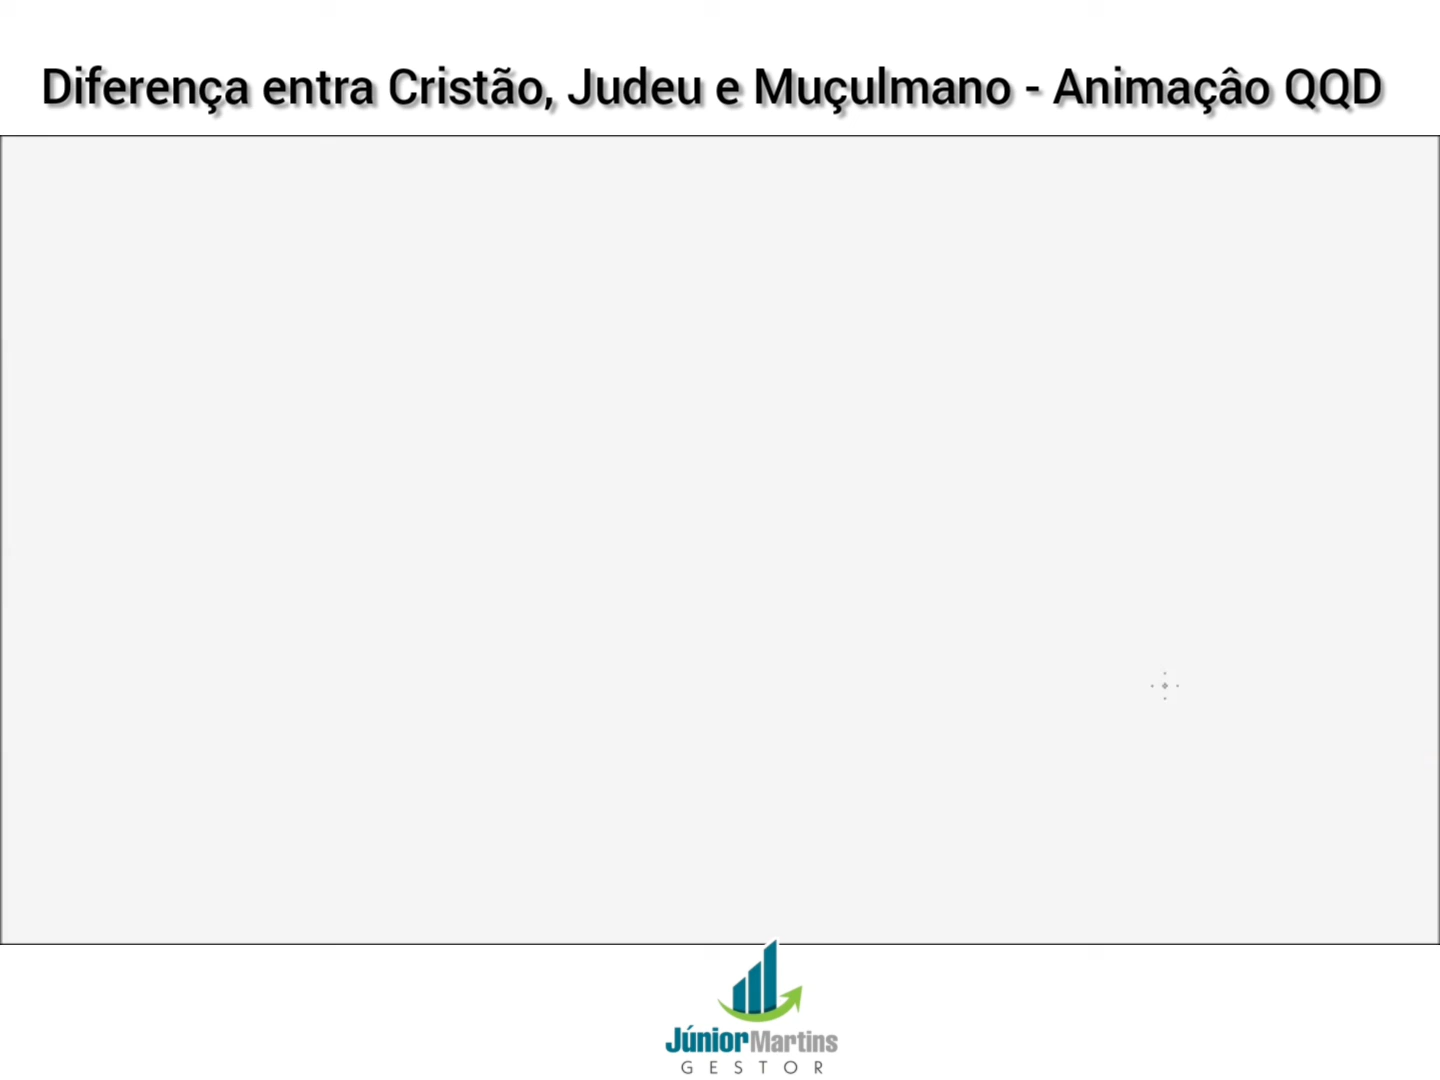 Diferença entra Cristão, Judeu e Muçulmano - Animaçâo QQD
JúniorMartins
GESTOR